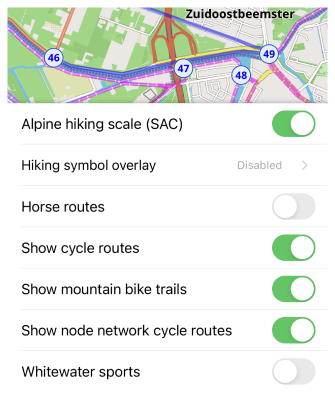 Zuidoostbeemster
46
49
47
48
Alpine hiking scale (SAC)
Hiking symbol overlay Disabled
Horse routes
Show cycle routes
Show mountain bike trails
Show node network cycle routes
Whitewater sports